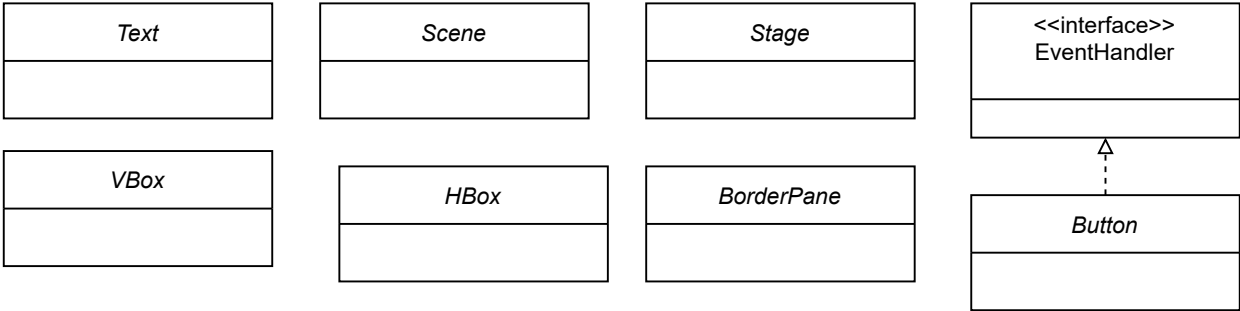 Text
Scene
Stage
<<interface>>
EventHandler
VBox
HBox
BorderPane
Button